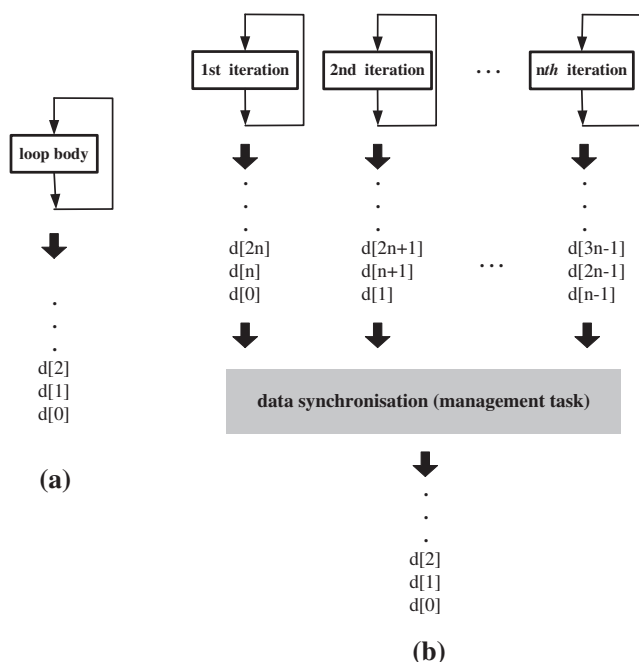 loop body
.
.
.
d[2]
d[1]
d[0]
(a)
1st iteration 2nd iteration ... nth iteration
. . .
. . .
. . .
d[2n] d[2n+1] d[3n-1]
d[n] d[n+1] ... d[2n-1]
d[0] d[1] d[n-1]
data synchronisation (management task)
.
.
.
d[2]
d[1]
d[0]
(b)